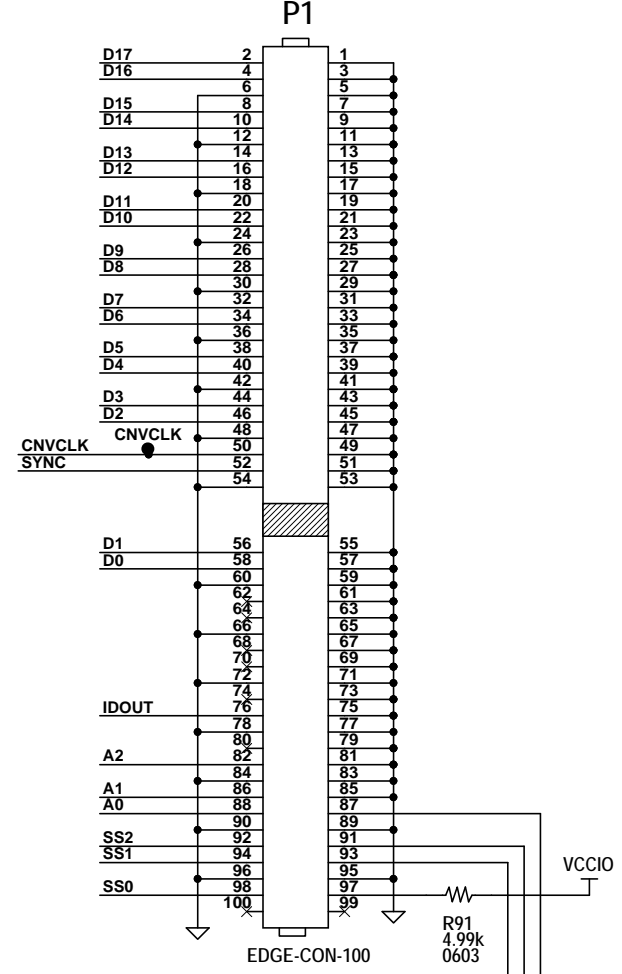 P1
D17 2 1
D16 4 3
6 5
D15 8 7
D14 10 9
12 11
D13 14 13
D12 16 15
18 17
D11 20 19
D10 22 21
24 23
D9 26 25
D8 28 27
30 29
D7 32 31
D6 34 33
36 35
D5 38 37
D4 40 39
42 41
D3 44 43
D2 46 45
CNVCLK 48 47
CNVCLK 50 49
SYNC 52 51
54 53
D1 56 55
D0 58 57
60 59
62 61
64 63
66 65
68 67
70 69
72 71
74 73
IDOUT 76 75
78 77
80 79
A2 82 81
84 83
A1 86 85
A0 88 87
90 89
SS2 92 91
SS1 94 93
96 95
SS0 98 97
100 99
VCCIO
R91
4.99k
0603
EDGE-CON-100